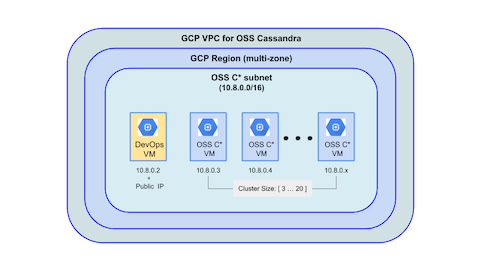 GCP VPC for OSS Cassandra
GCP Region (multi-zone)
OSS C* subnet
(10.8.0.0/16)
DevOps
VM
OSS C*
VM
OSS C*
VM
OSS C*
VM
10.8.0.2
+
Public IP
10.8.0.3
10.8.0.4
10.8.0.x
Cluster Size: [ 3 ... 20 ]